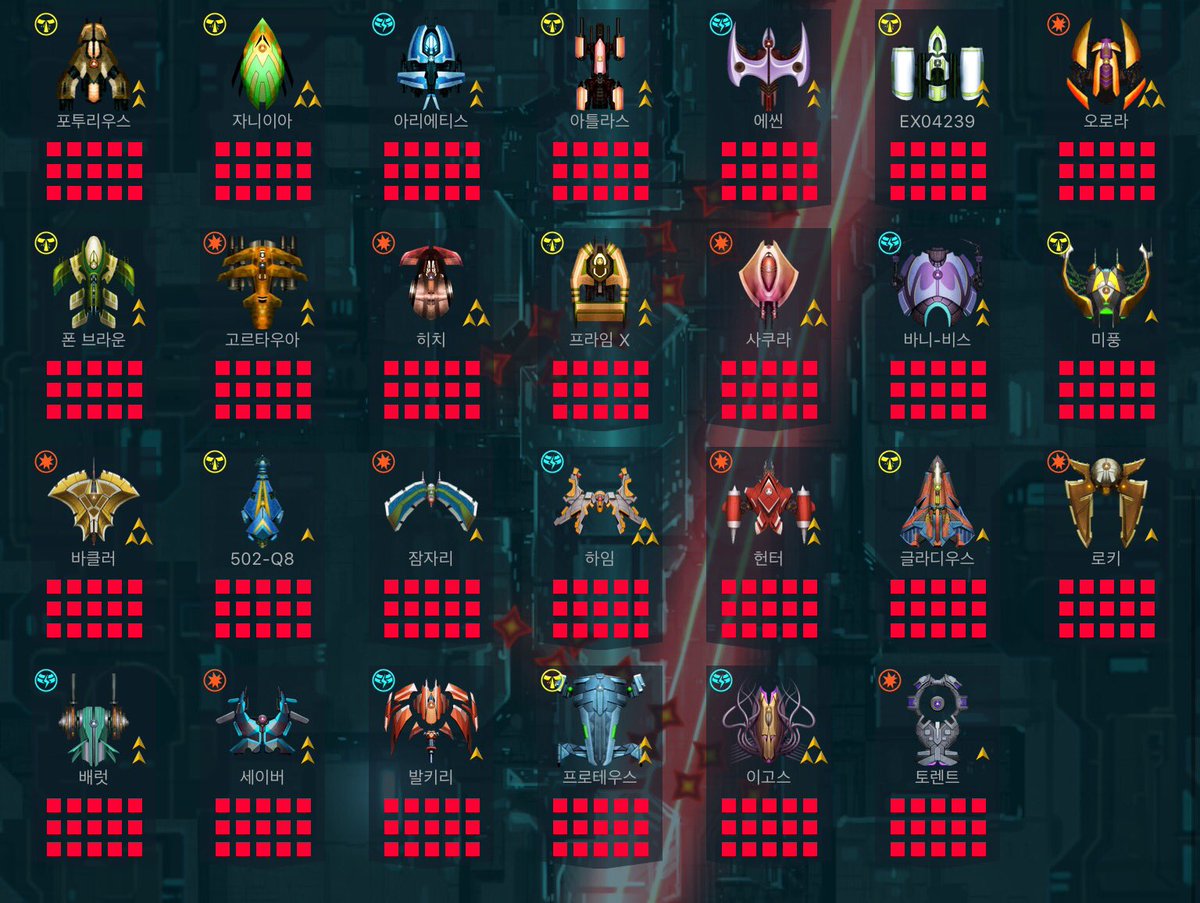 포투리우스 자니이아 아리에티스 아틀라스 에씬 EX04239 오로라
폰 브라운 고르타우아 히치 프라임 X 사쿠라 바니-비스 미풍
바클러 502-Q8 잠자리 하임 헌터 글라디우스 로키
배럿 세이버 발키리 프로테우스 이고스 토렌트